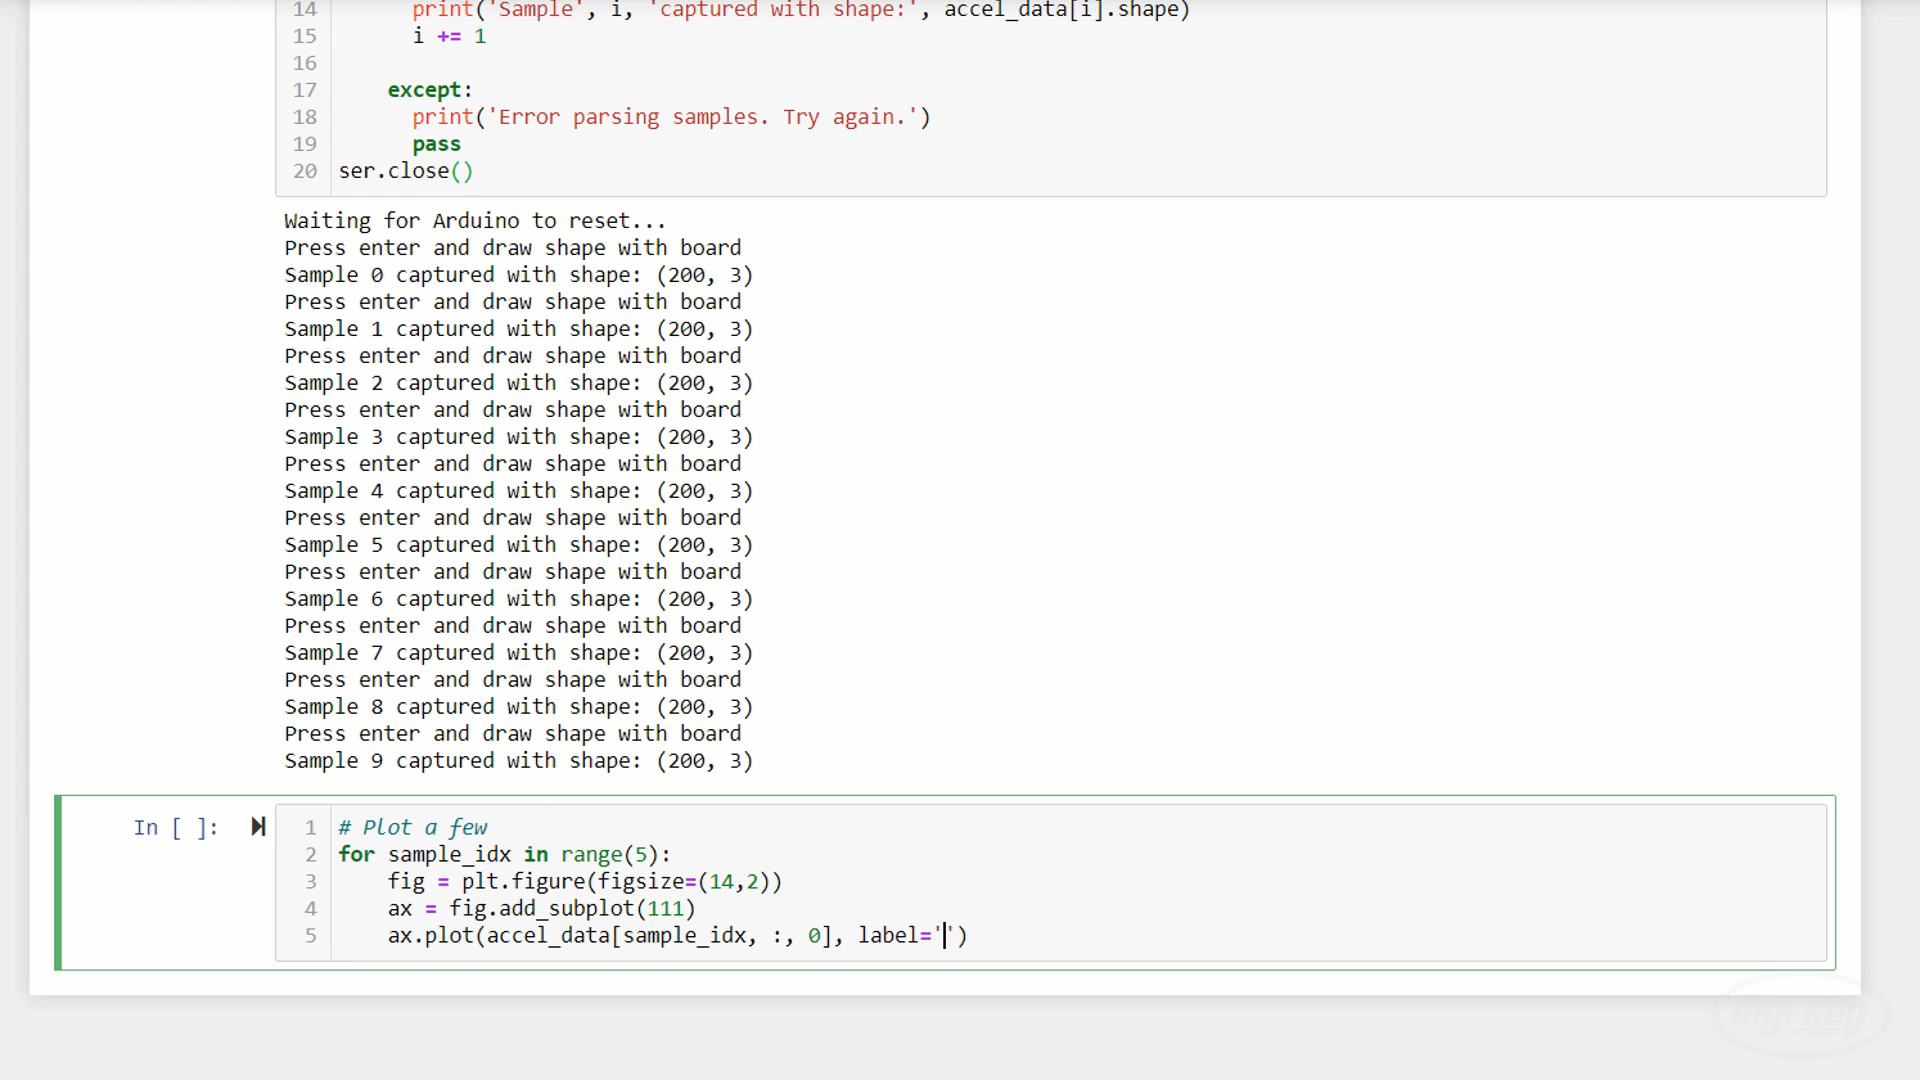 14 print('Sample', i, 'captured with shape:', accel_data[i].shape)
15 i += 1
16
17 except:
18 print('Error parsing samples. Try again.')
19 pass
20 ser.close()
Waiting for Arduino to reset...
Press enter and draw shape with board
Sample 0 captured with shape: (200, 3)
Press enter and draw shape with board
Sample 1 captured with shape: (200, 3)
Press enter and draw shape with board
Sample 2 captured with shape: (200, 3)
Press enter and draw shape with board
Sample 3 captured with shape: (200, 3)
Press enter and draw shape with board
Sample 4 captured with shape: (200, 3)
Press enter and draw shape with board
Sample 5 captured with shape: (200, 3)
Press enter and draw shape with board
Sample 6 captured with shape: (200, 3)
Press enter and draw shape with board
Sample 7 captured with shape: (200, 3)
Press enter and draw shape with board
Sample 8 captured with shape: (200, 3)
Press enter and draw shape with board
Sample 9 captured with shape: (200, 3)
In [ ]: 1 # Plot a few
2 for sample_idx in range(5):
3 fig = plt.figure(figsize=(14,2))
4 ax = fig.add_subplot(111)
5 ax.plot(accel_data[sample_idx, :, 0], label='')